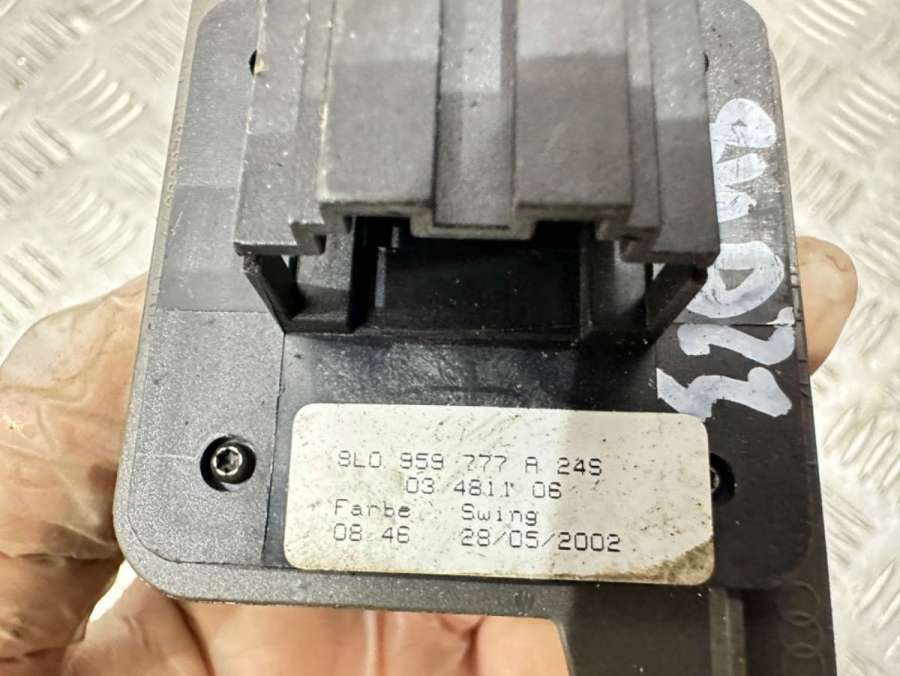 8L0 959 777 A 24S
03 4811 06
Farbe Swing
08:46 28/05/2002